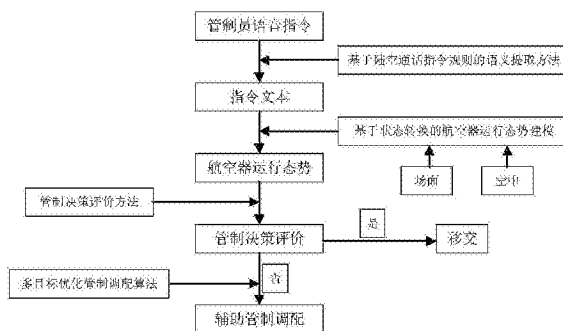 管制员语音指令
基于陆空通话指令规则的语义提取方法
指令文本
基于状态转换的航空器运行态势建模
航空器运行态势
场面
空中
管制决策评价方法
管制决策评价
是
移交
多目标优化管制调配算法
否
辅助管制调配